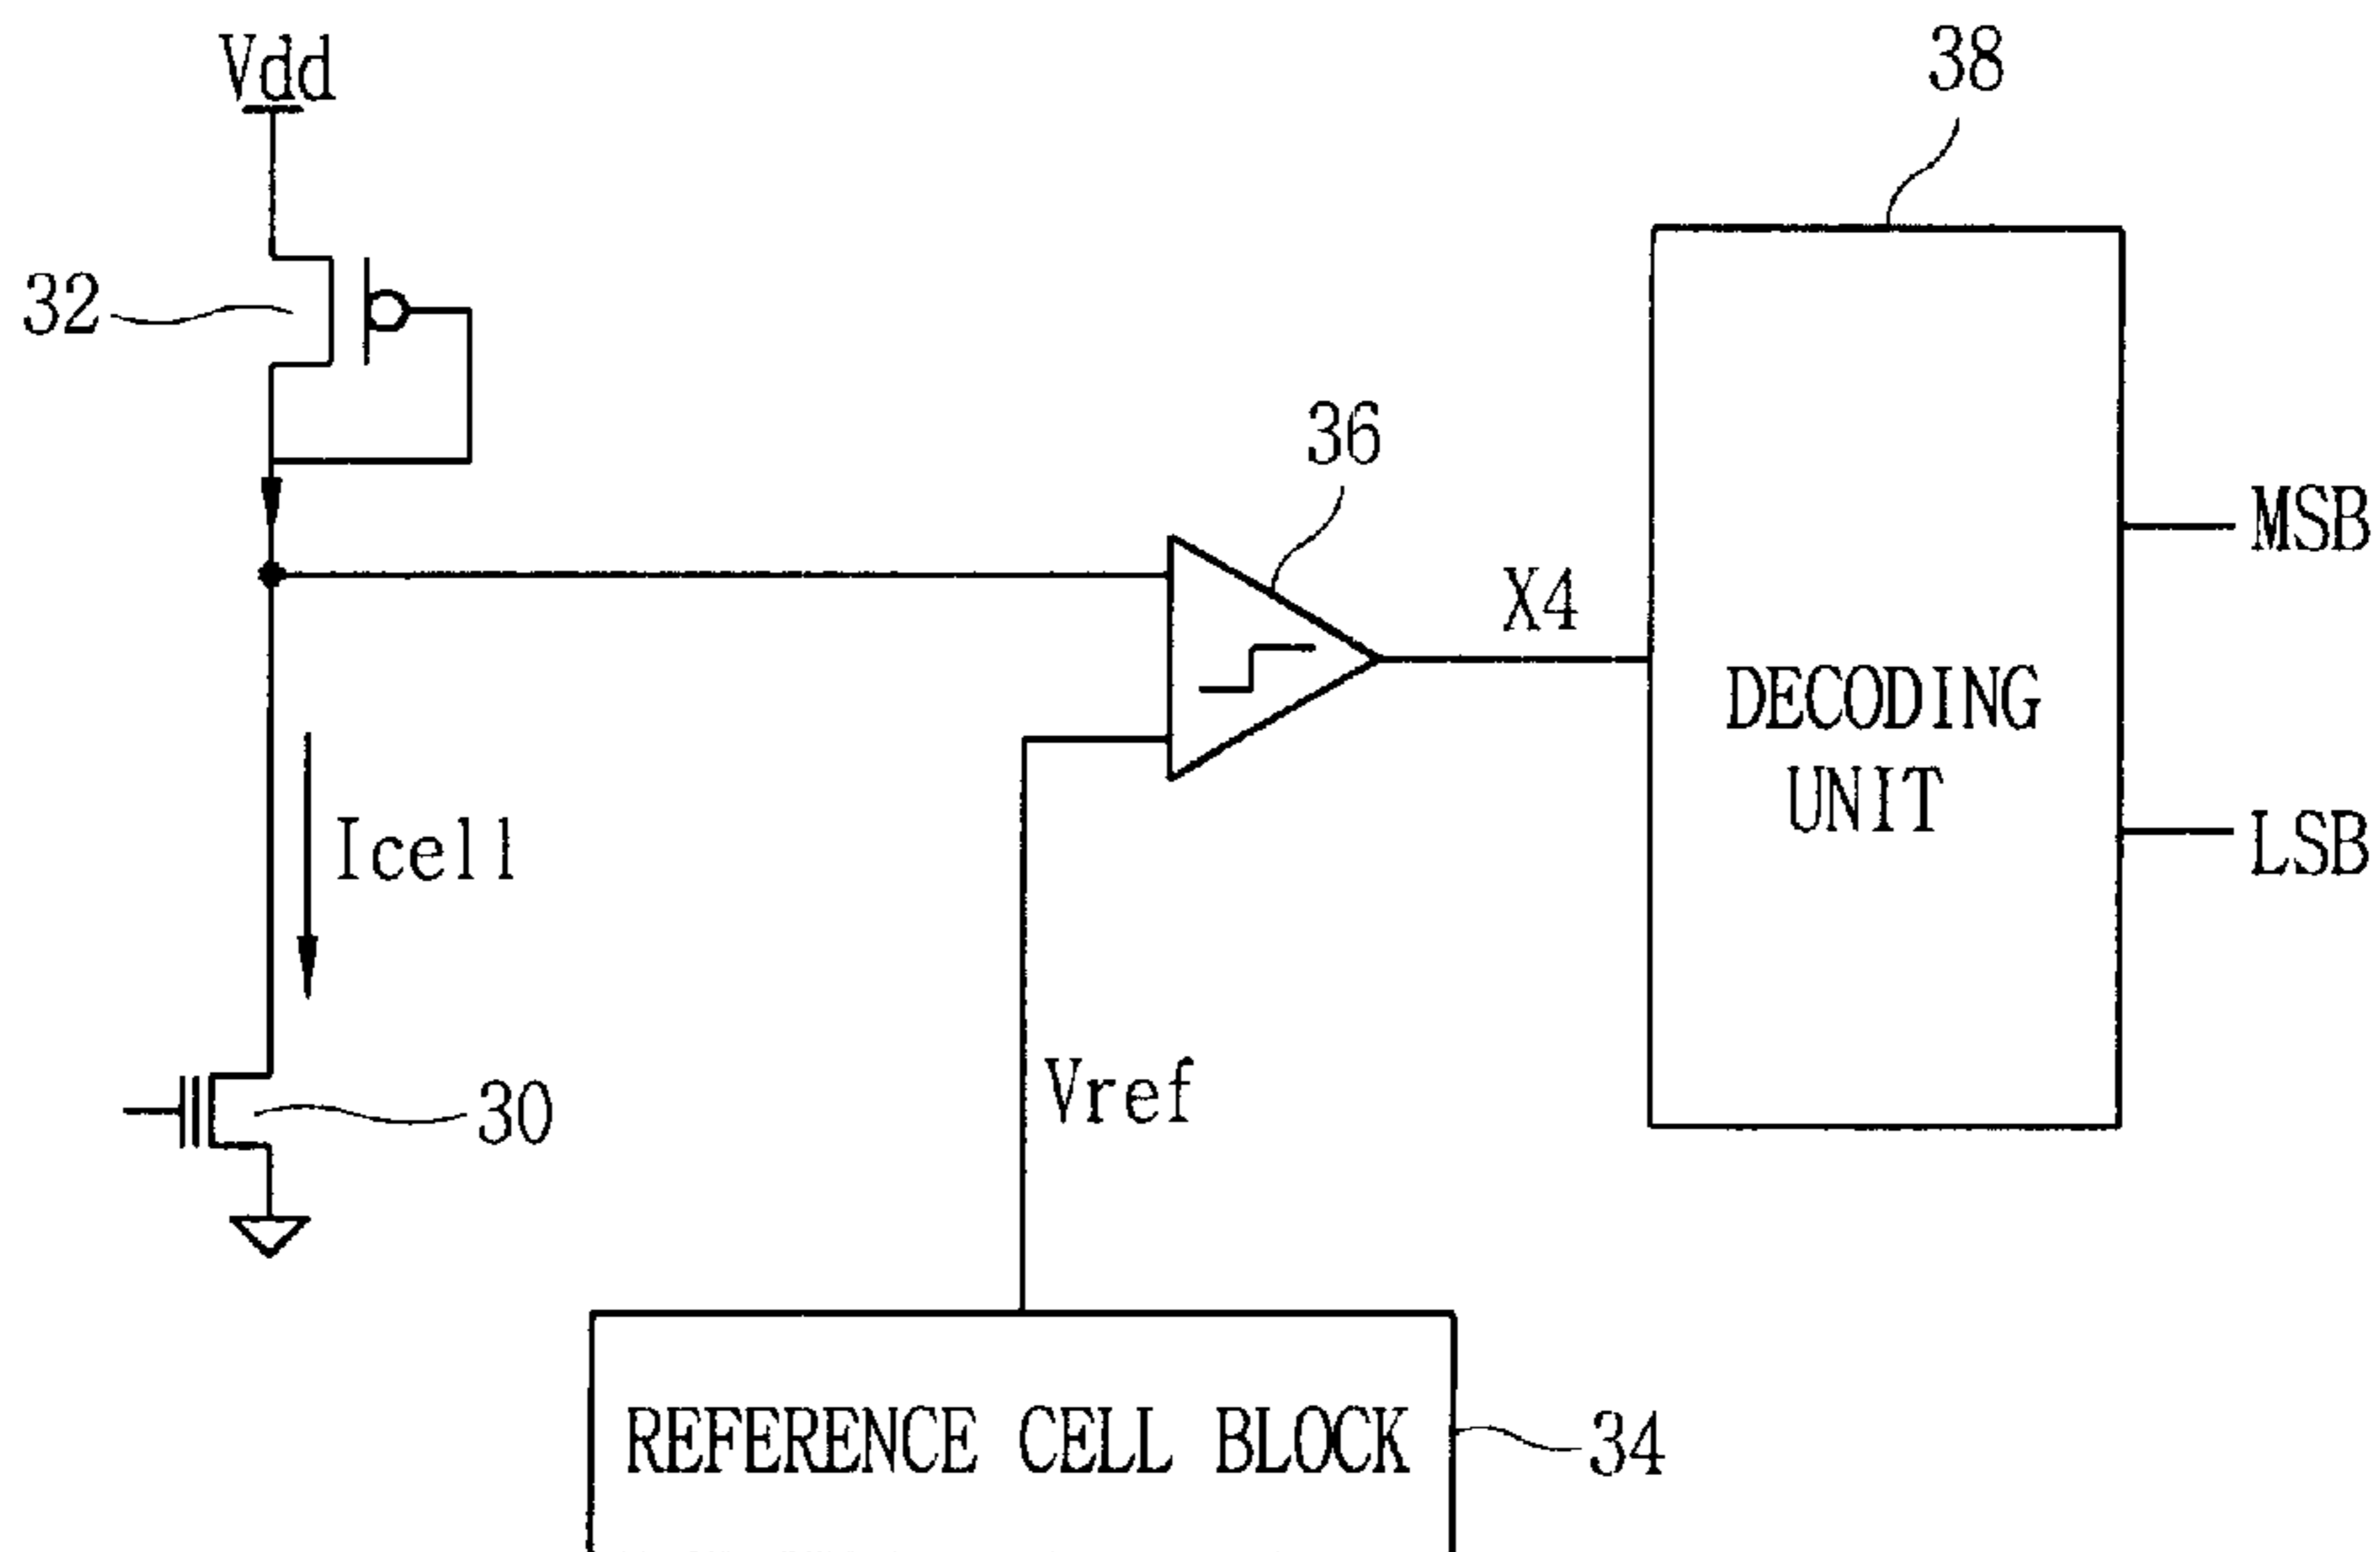 Vdd
38
32
36
MSB
X4
DECODING
UNIT
LSB
Icell
Vref
30
REFERENCE CELL BLOCK
34